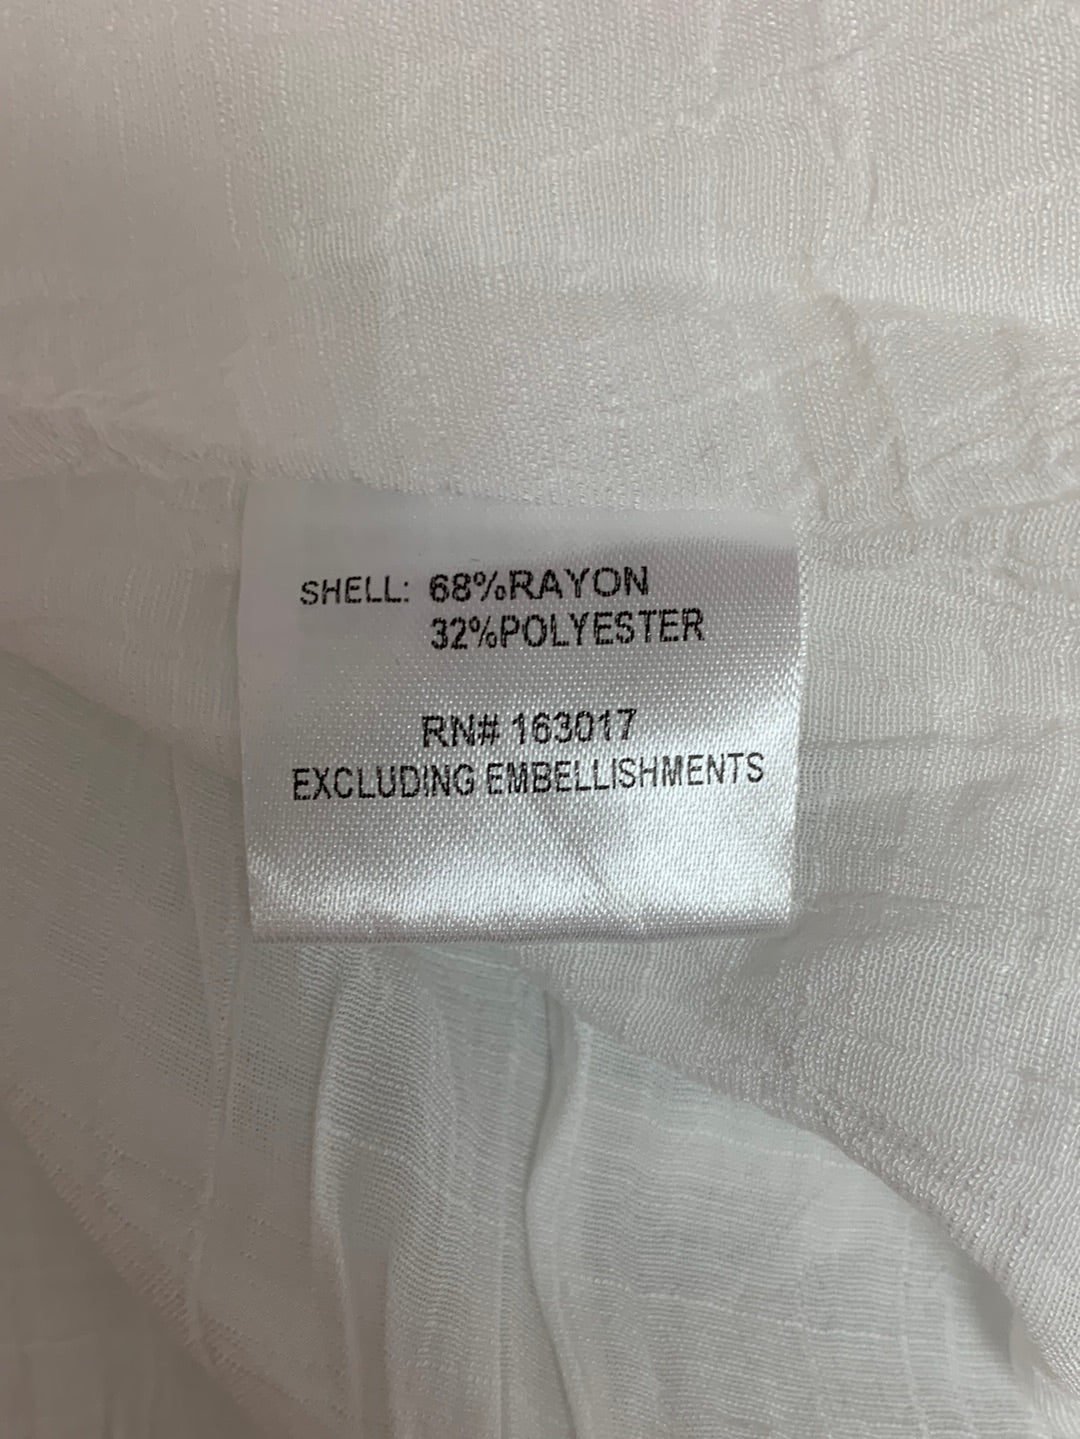 SHELL: 68%RAYON
32%POLYESTER
RN# 163017
EXCLUDING EMBELLISHMENTS